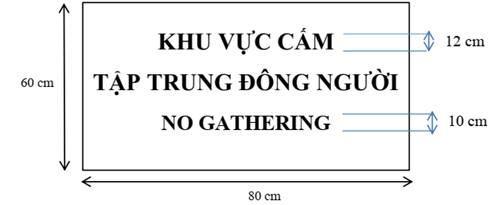 KHU VỰC CẤM
12 cm
60 cm
TẬP TRUNG ĐÔNG NGƯỜI
NO GATHERING
10 cm
80 cm